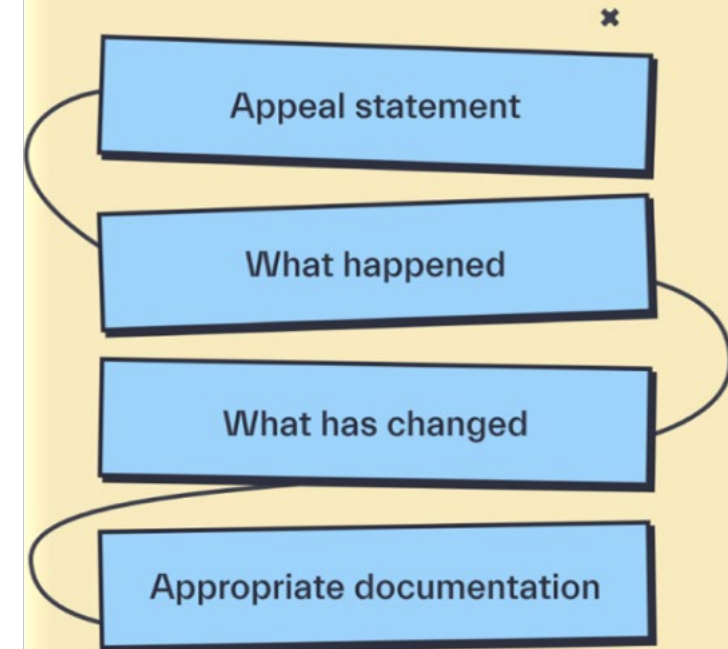 Appeal statement
What happened
What has changed
Appropriate documentation